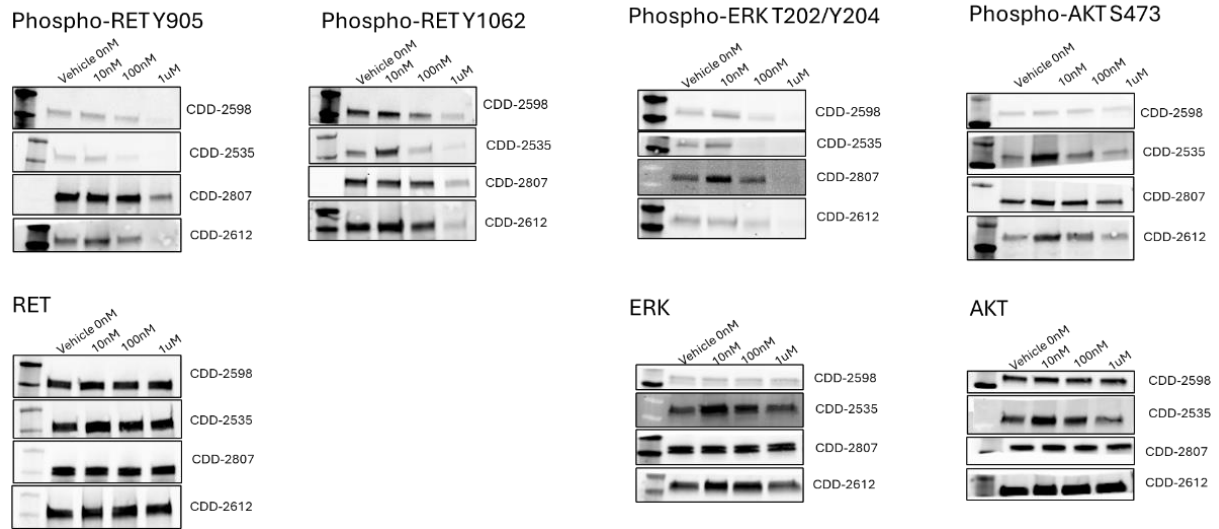 Phospho-RET Y905
Vehicle 0nM 10nM 100nM 1uM
CDD-2598
CDD-2535
CDD-2807
CDD-2612
Phospho-RET Y1062
Vehicle 0nM 10nM 100nM 1uM
CDD-2598
CDD-2535
CDD-2807
CDD-2612
Phospho-ERK T202/Y204
Vehicle 0nM 10nM 100nM 1uM
CDD-2598
CDD-2535
CDD-2807
CDD-2612
Phospho-AKT S473
Vehicle 0nM 10nM 100nM 1uM
CDD-2598
CDD-2535
CDD-2807
CDD-2612
RET
Vehicle 0nM 10nM 100nM 1uM
CDD-2598
CDD-2535
CDD-2807
CDD-2612
ERK
Vehicle 0nM 10nM 100nM 1uM
CDD-2598
CDD-2535
CDD-2807
CDD-2612
AKT
Vehicle 0nM 10nM 100nM 1uM
CDD-2598
CDD-2535
CDD-2807
CDD-2612